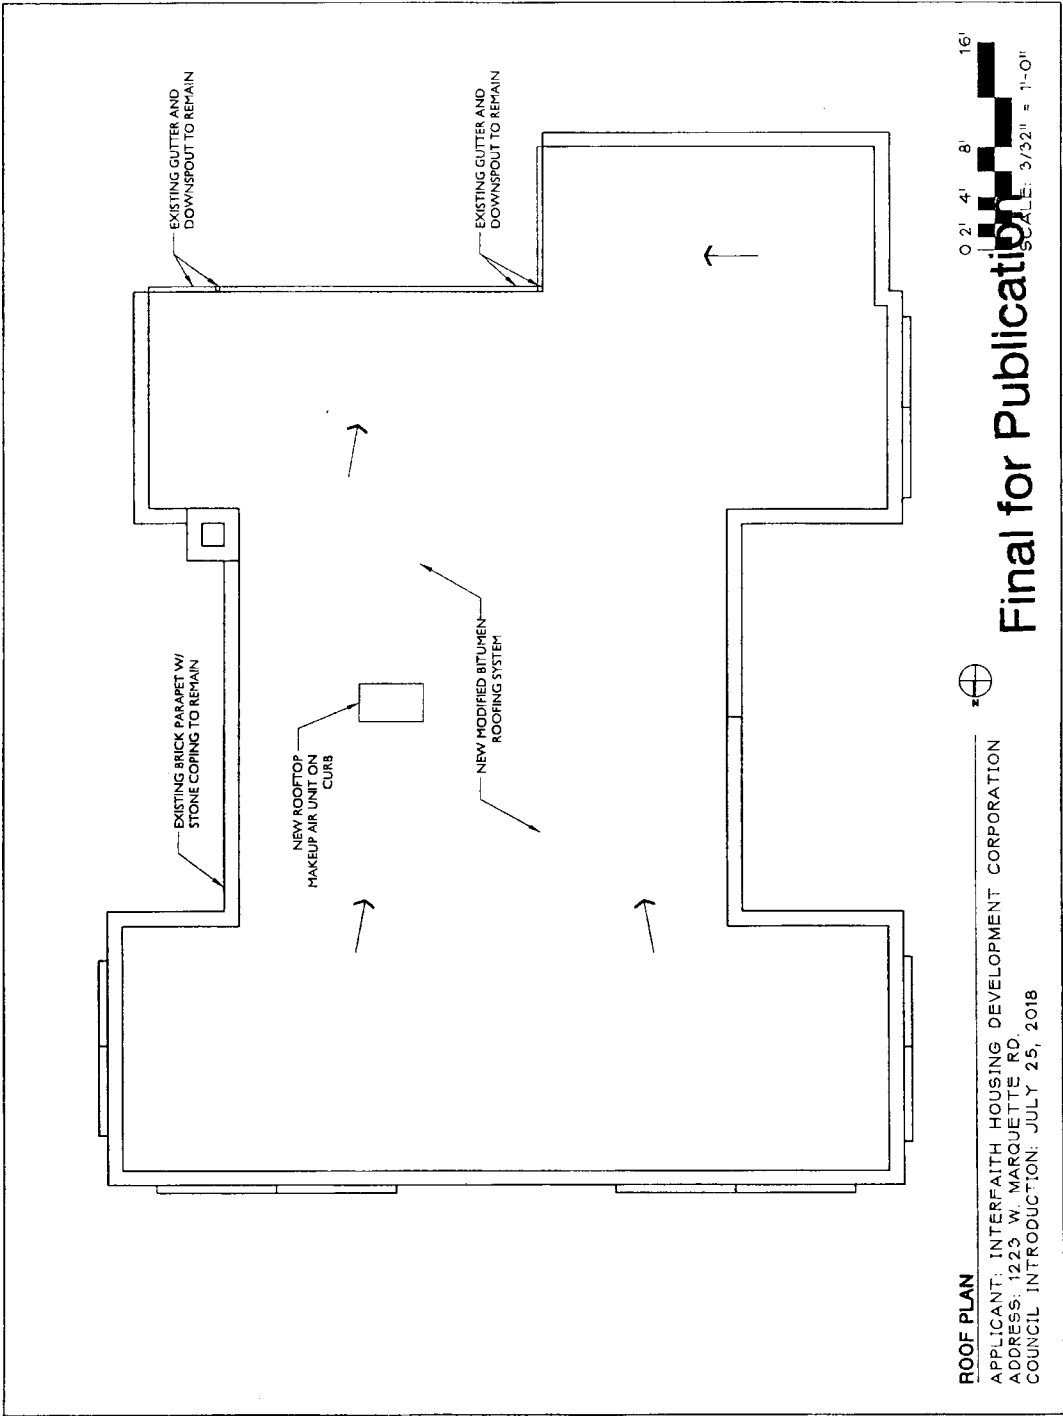 EXISTING BRICK PARAPET W/
STONE COPING TO REMAIN
EXISTING GUTTER AND
DOWNSPOUT TO REMAIN
NEW ROOFTOP
MAKEUP AIR UNIT ON
CURB
NEW MODIFIED BITUMEN
ROOFING SYSTEM
EXISTING GUTTER AND
DOWNSPOUT TO REMAIN
ROOF PLAN
N
0 2' 4' 8' 16'
SCALE: 3/32" = 1'-0"
APPLICANT: INTERFAITH HOUSING DEVELOPMENT CORPORATION
ADDRESS: 1223 W. MARQUETTE RD.
COUNCIL INTRODUCTION: JULY 25, 2018
Final for Publication